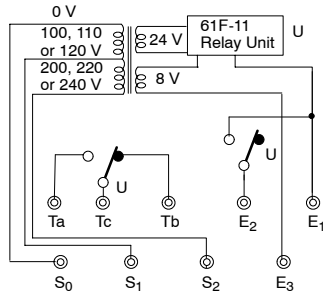 0 V
100, 110
or 120 V
200, 220
or 240 V
24 V
8 V
61F-11
Relay Unit
U
U
U
Ta
Tc
Tb
E2
E1
S0
S1
S2
E3